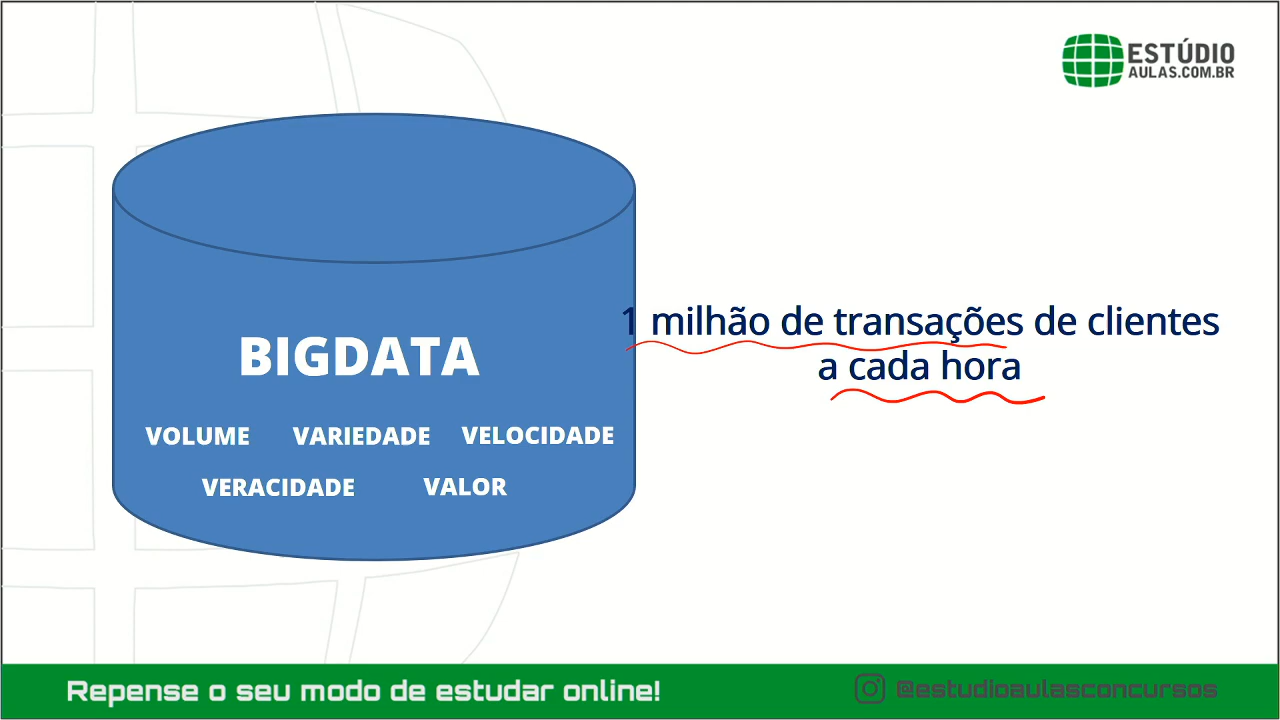 ESTÚDIO
AULAS.COM.BR
1 milhão de transações de clientes
a cada hora
BIGDATA
VOLUME VARIEDADE VELOCIDADE
VERACIDADE VALOR
Repense o seu modo de estudar online!
@estudioaulasconcursos